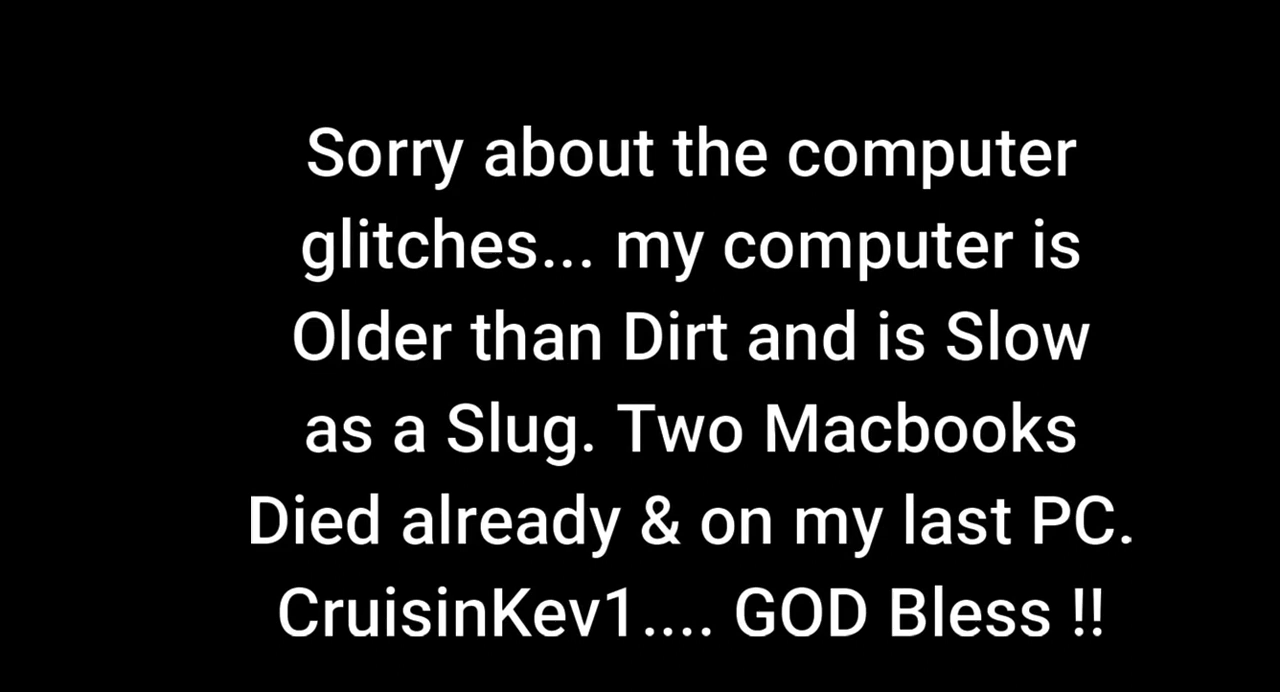 Sorry about the computer
glitches... my computer is
Older than Dirt and is Slow
as a Slug. Two Macbooks
Died already & on my last PC.
CruisinKev1.... GOD Bless !!